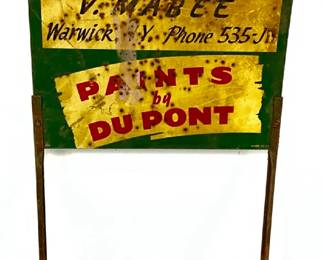 V. MABEE
Warwick Y. Phone 535-J
PAINTS
by
DU PONT